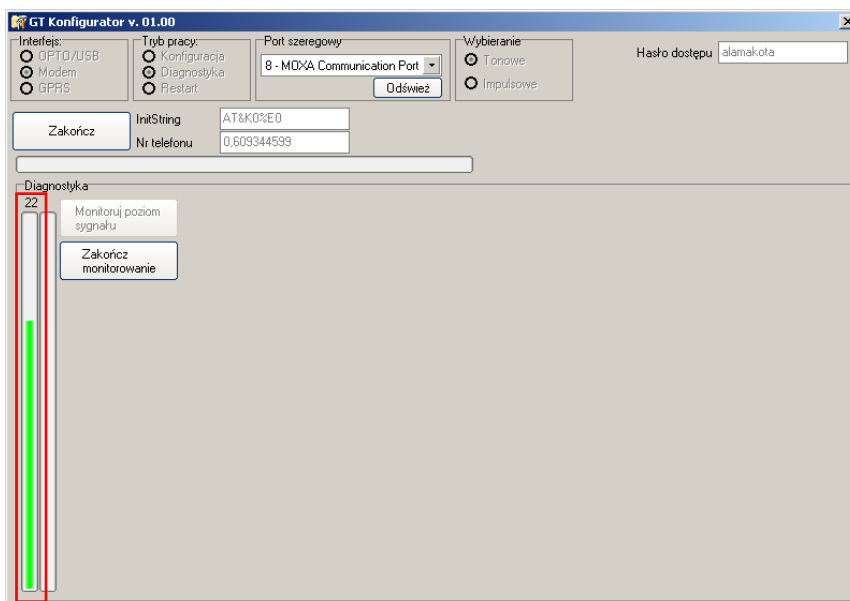 GT Konfigurator v. 01.00
Interfejs:
OPTO/USB
Modem
GPRS
Tryb pracy:
Konfiguracja
Diagnostyka
Restart
Port szeregowy
8 - MOXA Communication Port
Odśwież
Wybieranie
Tonowe
Impulsowe
Hasło dostępu
alamakota
Zakończ
InitString
AT&K0%E0
Nr telefonu
0,609344599
Diagnostyka
22
Monitoruj poziom
sygnału
Zakończ
monitorowanie